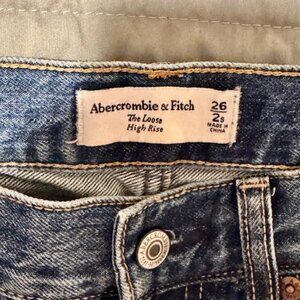 Abercrombie & Fitch
The Loose
High Rise
26
2s
MADE IN
CHINA